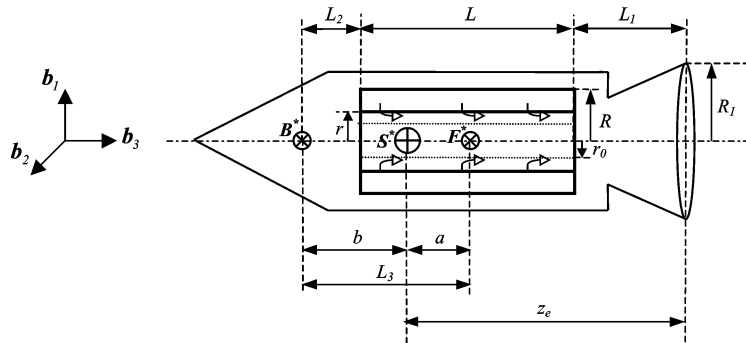 L₂ L L₁
b₁
b₃
b₂
B* S* F*
r R R₁
r₀
b a
L₃
zₑ